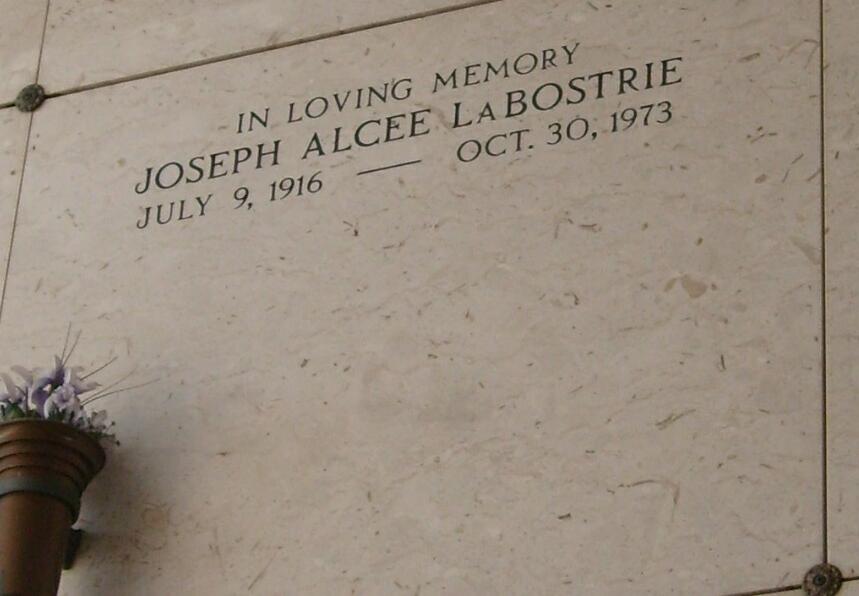 IN LOVING MEMORY
JOSEPH ALCEE LABOSTRIE
JULY 9, 1916 — OCT. 30, 1973